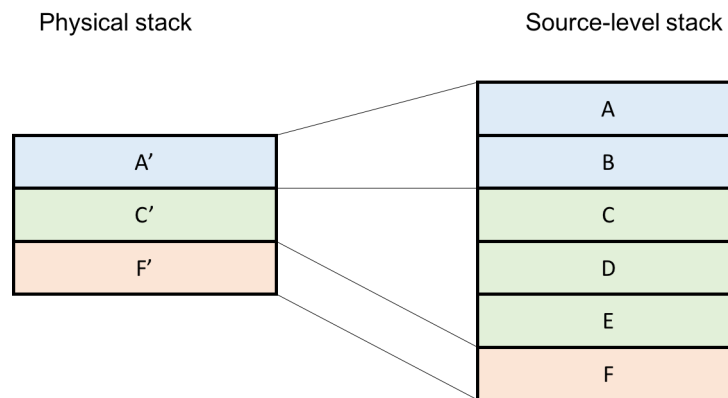 Physical stack
Source-level stack
A’
C’
F’
A
B
C
D
E
F